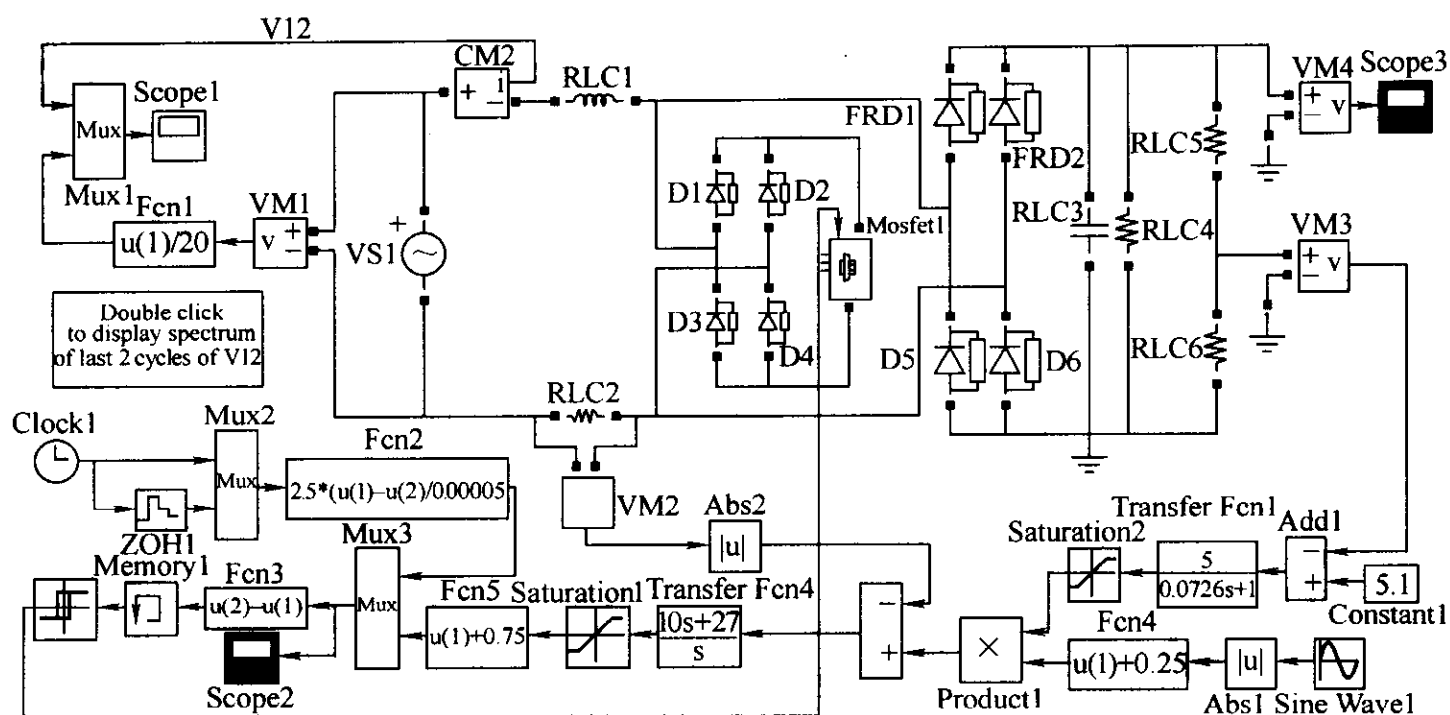 V12
CM2
+ i
−
RLC1
Scope1
Mux
Mux1
Fcn1
u(1)/20
VM1
v +
−
+
VS1
Double click
to display spectrum
of last 2 cycles of V12
FRD1
FRD2
D1
D2
D3
D4
Mosfet1
D5
D6
RLC3
RLC4
RLC5
RLC6
VM4
+
− v
Scope3
VM3
+
− v
RLC2
VM2
Abs2
|u|
Clock1
Mux2
Mux
Fcn2
2.5*(u(1)−u(2)/0.00005
ZOH1
Memory1
Fcn3
u(2)−u(1)
Scope2
Mux3
Mux
Fcn5
u(1)+0.75
Saturation1
Transfer Fcn4
10s+27
s
−
+
×
Product1
Saturation2
Transfer Fcn1
5
0.0726s+1
Add1
−
+
5.1
Constant1
Fcn4
u(1)+0.25
|u|
Abs1
Sine Wave1